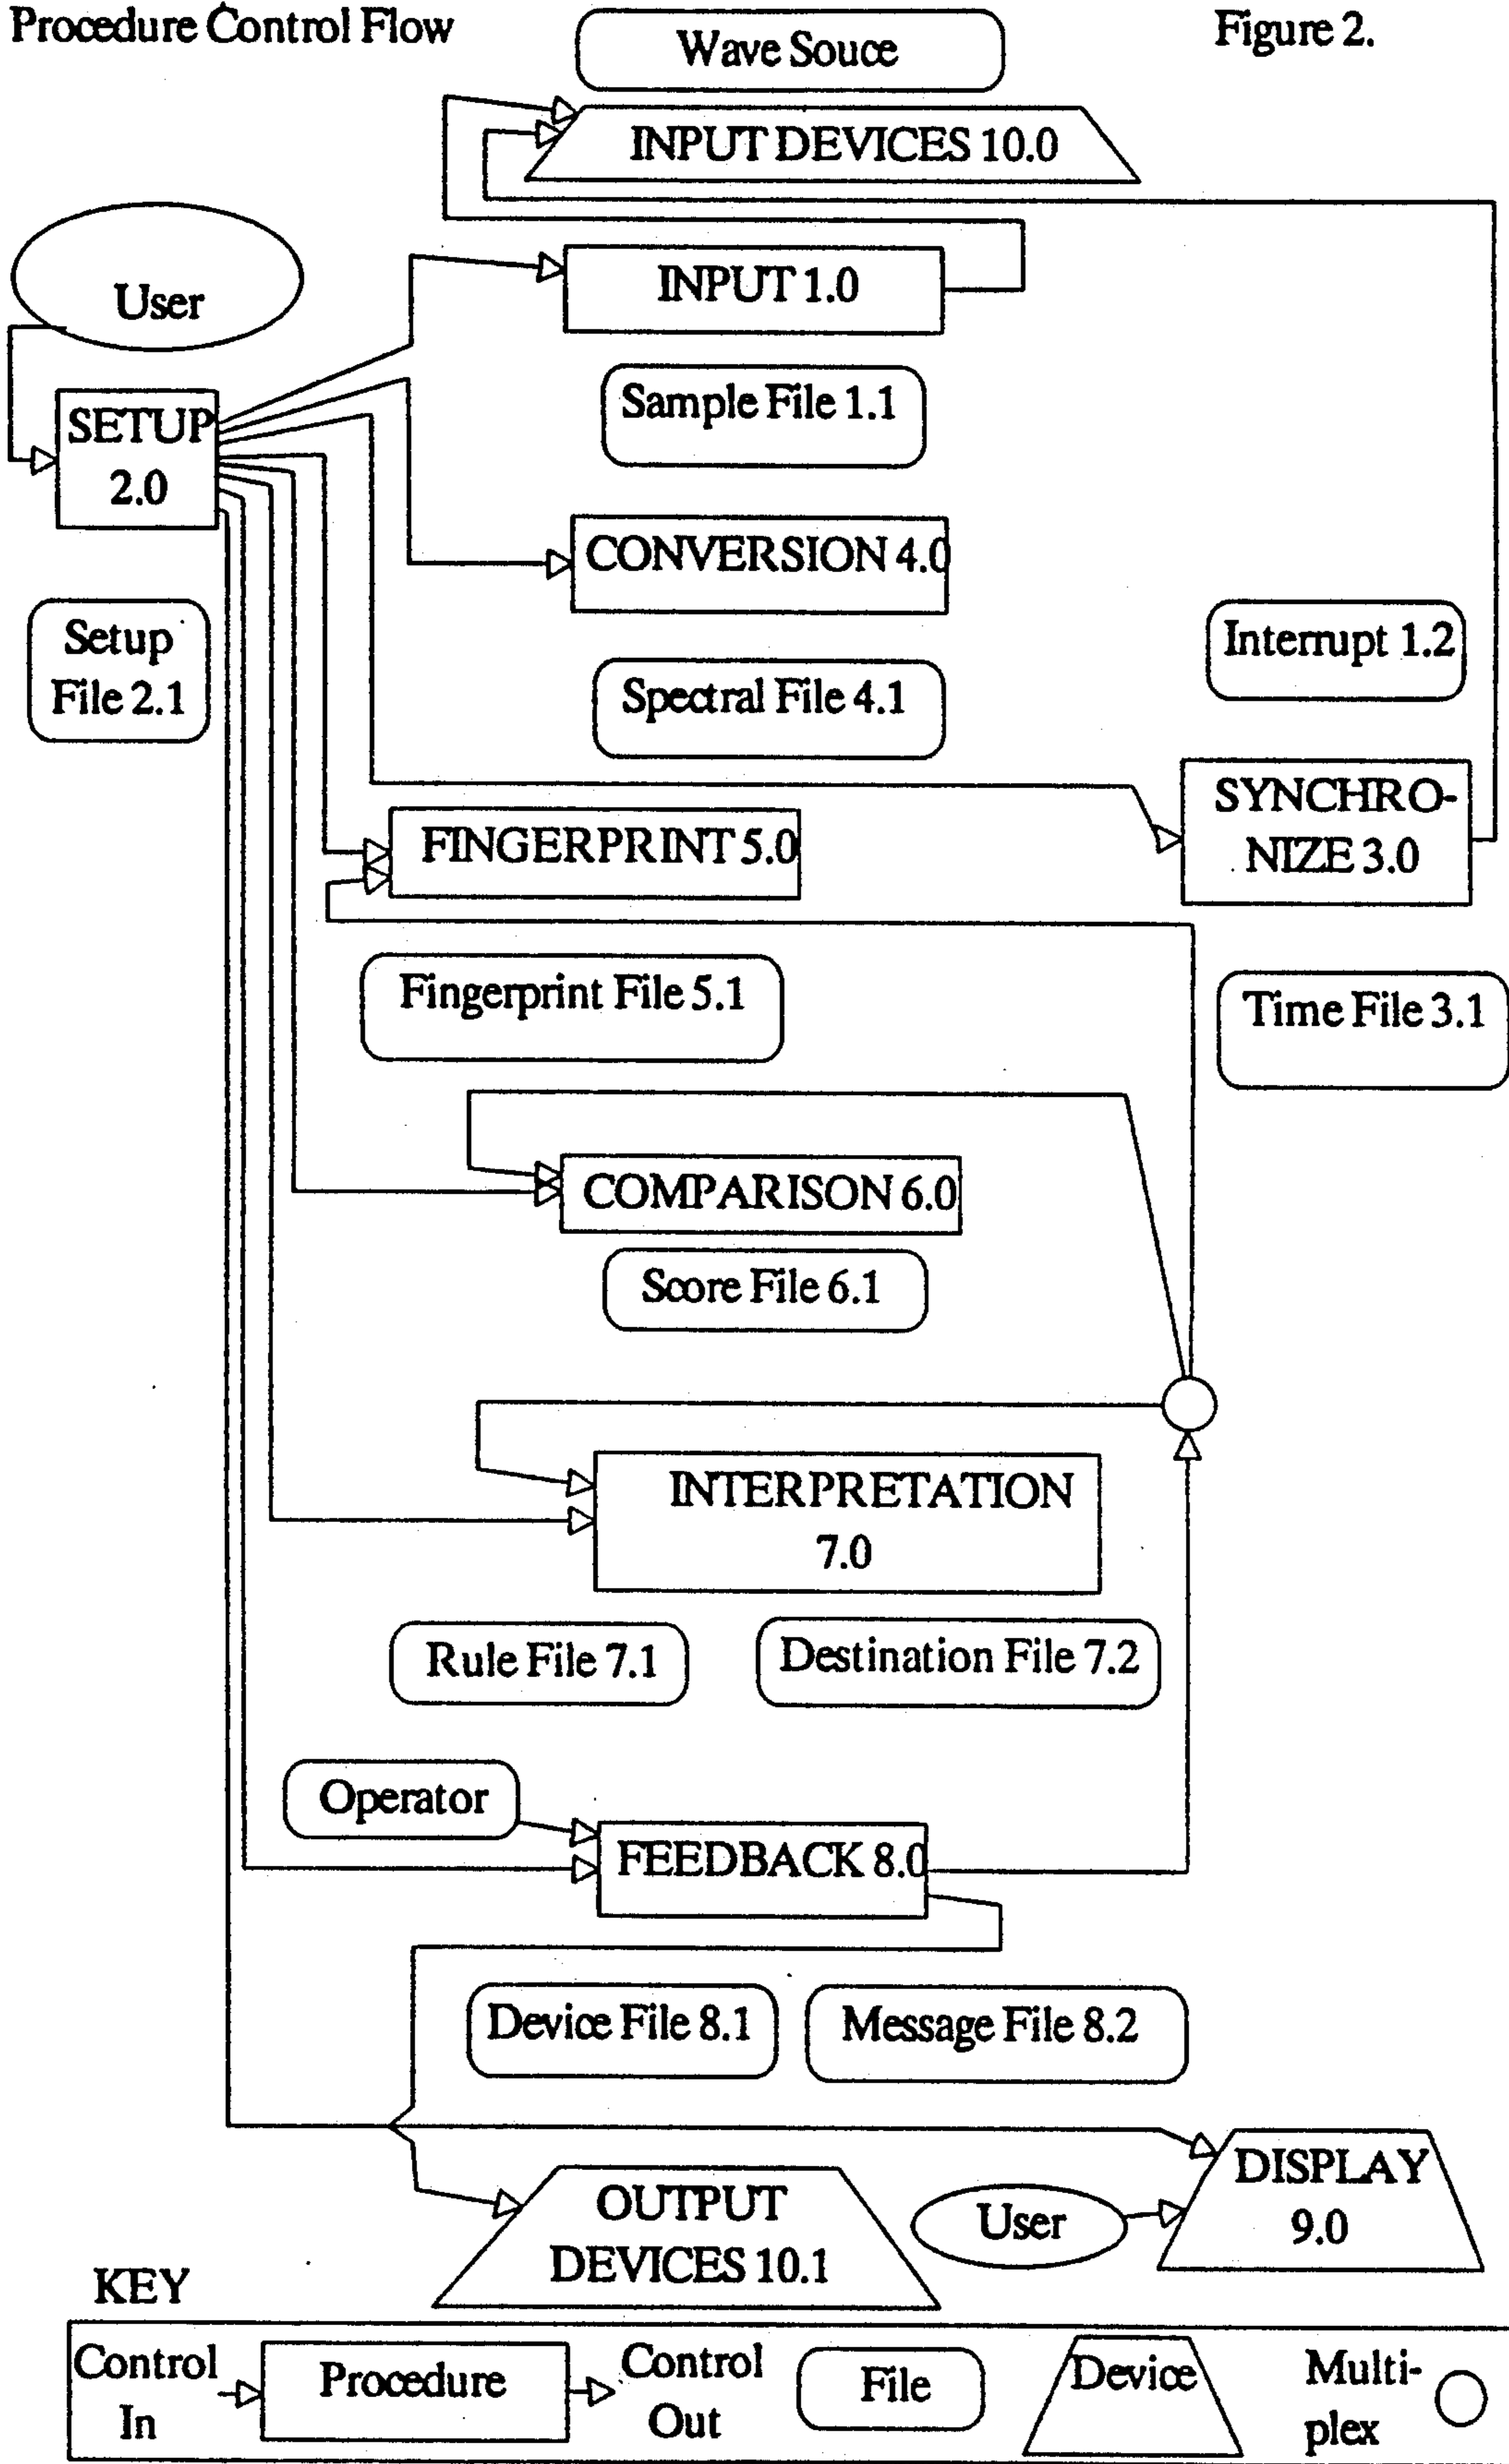 Procedure Control Flow
Figure 2.
Wave Souce
INPUT DEVICES 10.0
User
INPUT 1.0
SETUP
2.0
Sample File 1.1
CONVERSION 4.0
Setup
File 2.1
Interrupt 1.2
Spectral File 4.1
SYNCHRO-
NIZE 3.0
FINGERPRINT 5.0
Fingerprint File 5.1
Time File 3.1
COMPARISON 6.0
Score File 6.1
INTERPRETATION
7.0
Rule File 7.1
Destination File 7.2
Operator
FEEDBACK 8.0
Device File 8.1
Message File 8.2
DISPLAY
9.0
User
OUTPUT
DEVICES 10.1
KEY
Control
In
Procedure
Control
Out
File
Device
Multi-
plex